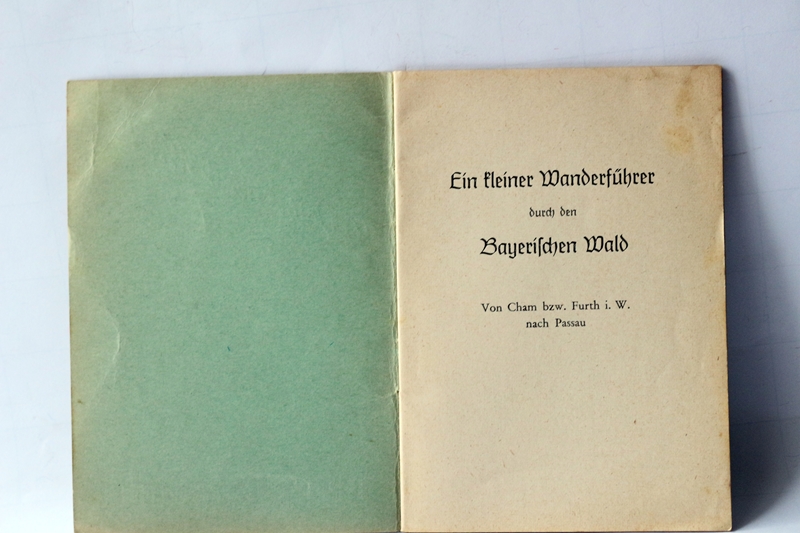 Ein kleiner Wanderführer
durch den
Bayeriſchen Wald
Von Cham bzw. Furth i. W.
nach Passau